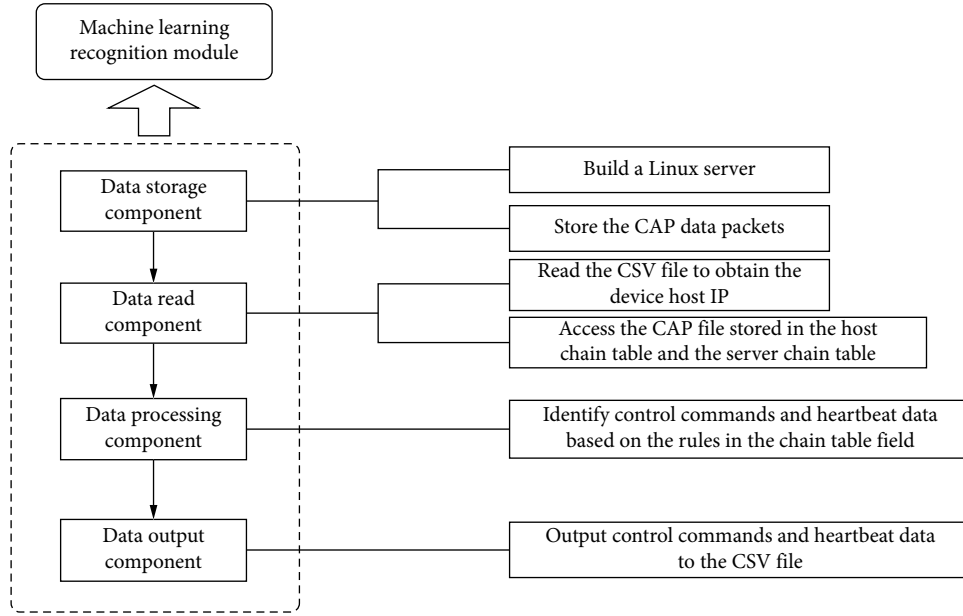 Machine learning
recognition module
Data storage
component
Build a Linux server
Store the CAP data packets
Data read
component
Read the CSV file to obtain the
device host IP
Access the CAP file stored in the host
chain table and the server chain table
Data processing
component
Identify control commands and heartbeat data
based on the rules in the chain table field
Data output
component
Output control commands and heartbeat data
to the CSV file